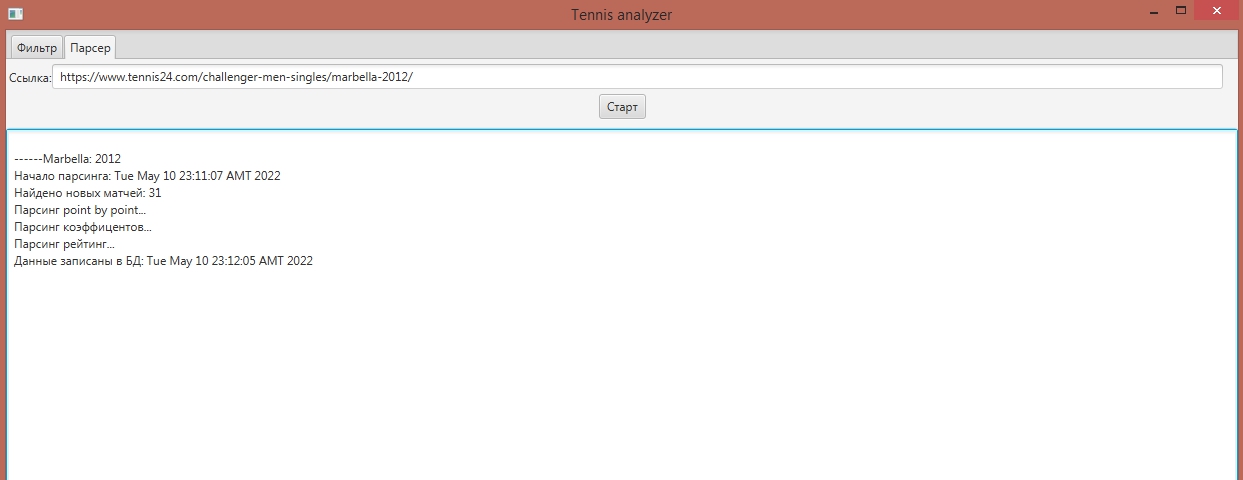 Tennis analyzer
Фильтр Парсер
Ссылка: https://www.tennis24.com/challenger-men-singles/marbella-2012/
Старт
------Marbella: 2012
Начало парсинга: Tue May 10 23:11:07 AMT 2022
Найдено новых матчей: 31
Парсинг point by point...
Парсинг коэффицентов...
Парсинг рейтинг...
Данные записаны в БД: Tue May 10 23:12:05 AMT 2022